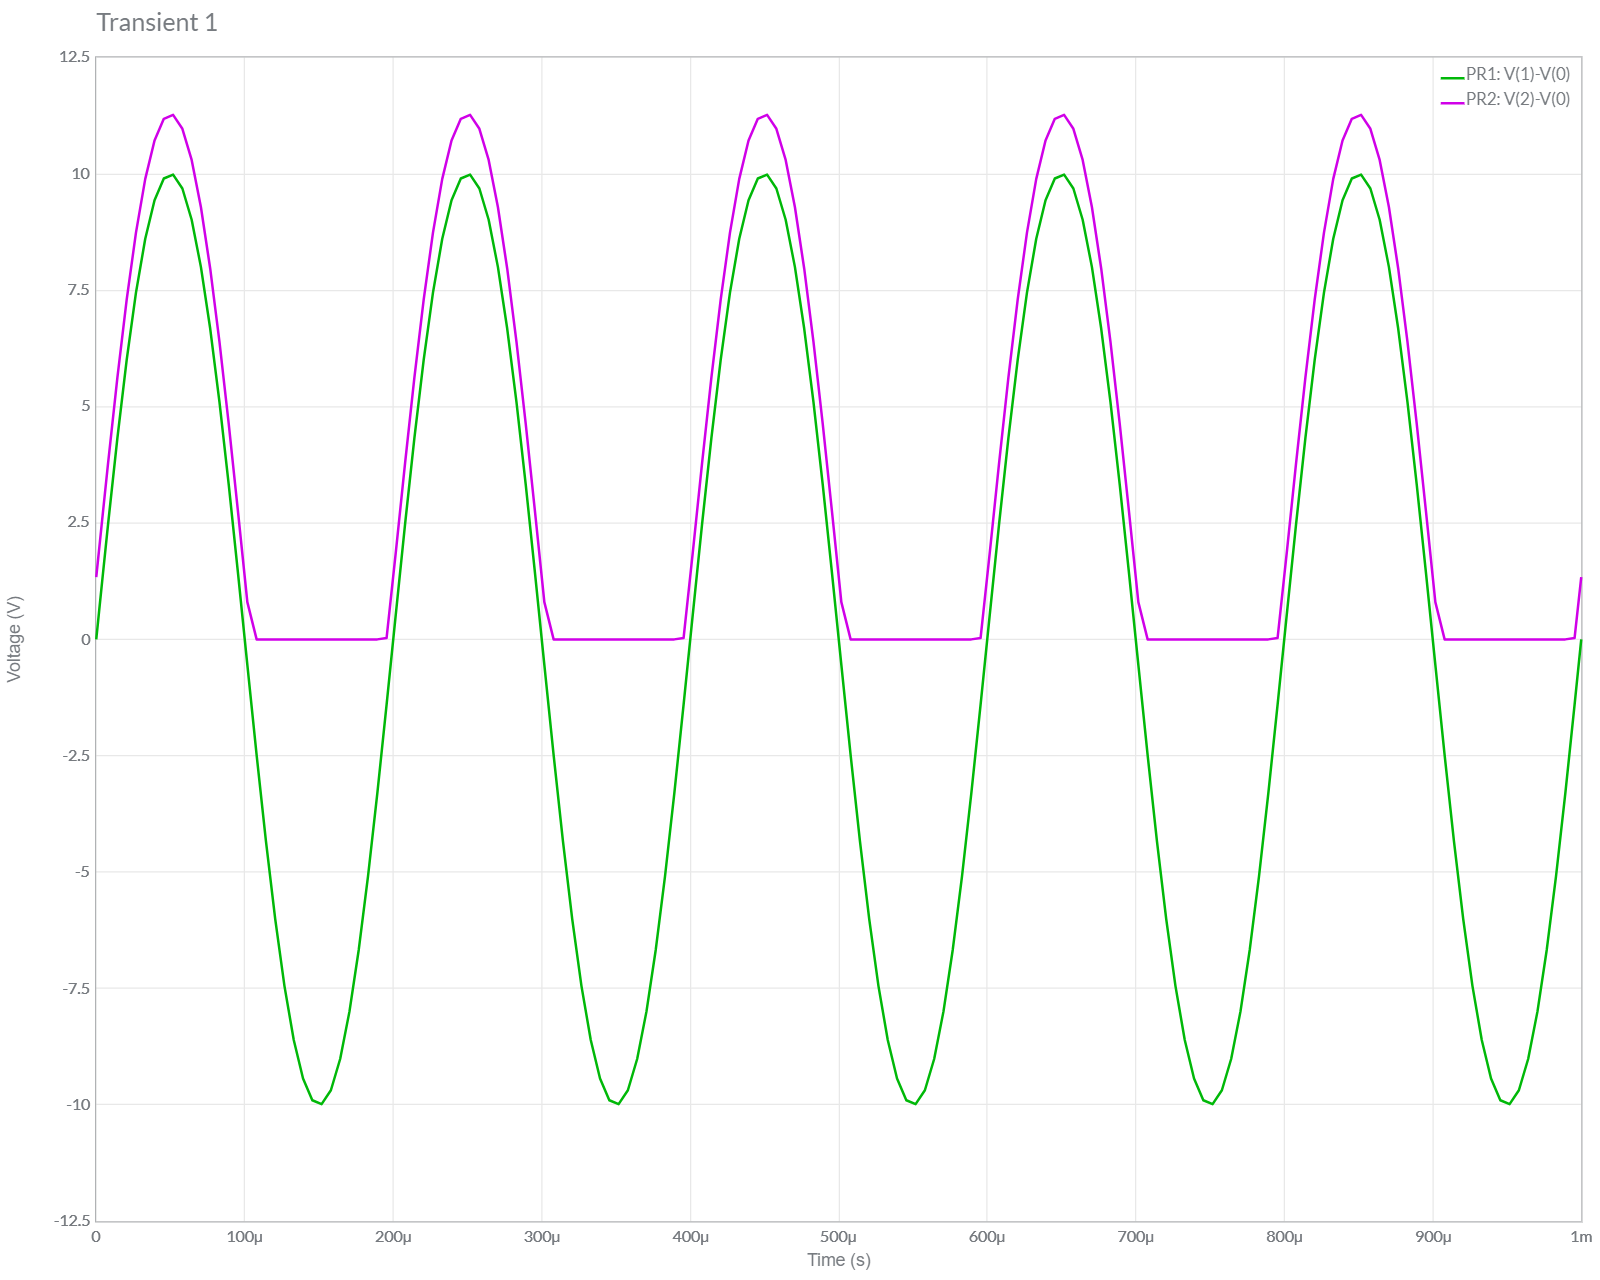 Transient 1
PR1: V(1)-V(0)
PR2: V(2)-V(0)
Voltage (V)
12.5
10
7.5
5
2.5
0
-2.5
-5
-7.5
-10
-12.5
0 100µ 200µ 300µ 400µ 500µ 600µ 700µ 800µ 900µ 1m
Time (s)